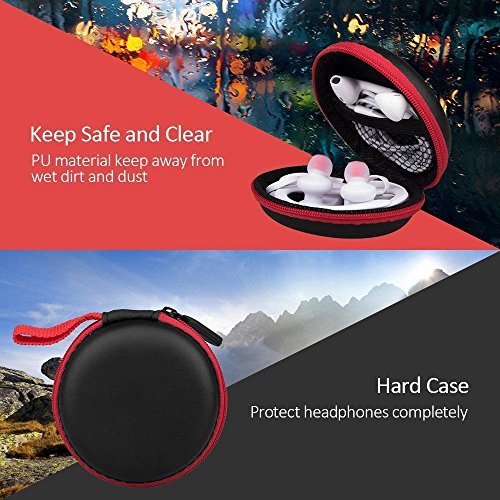 Keep Safe and Clear
PU material keep away from
wet dirt and dust
Hard Case
Protect headphones completely